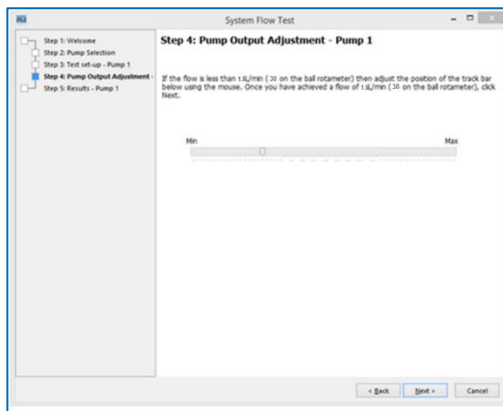 System Flow Test
Step 1: Welcome
Step 2: Pump Selection
Step 3: Test set-up - Pump 1
Step 4: Pump Output Adjustment -
Step 5: Results - Pump 1
Step 4: Pump Output Adjustment - Pump 1
If the flow is less than 1.5L/min ( 30 on the ball rotameter) then adjust the position of the track bar
below using the mouse. Once you have achieved a flow of 1.5L/min (30 on the ball rotameter), click
Next.
Min Max
< Back Next > Cancel